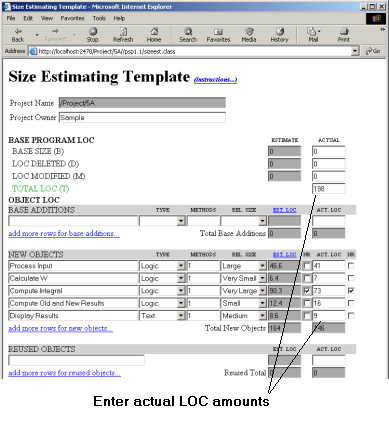 Size Estimating Template - Microsoft Internet Explorer
File Edit View Favorites Tools Help
Back Forward Stop Refresh Home Search Favorites Media History Mail Print
Address http://localhost:2470/Project/5A//psp1.1/sizeest.class Go
Size Estimating Template (instructions...)
Project Name /Project/5A
Project Owner Sample
BASE PROGRAM LOC ESTIMATE ACTUAL
BASE SIZE (B) 0 0
LOC DELETED (D) 0 0
LOC MODIFIED (M) 0 0
TOTAL LOC (T) 198
OBJECT LOC
BASE ADDITIONS TYPE METHODS REL. SIZE EST. LOC ACT. LOC
add more rows for base additions... Total Base Additions 0 0
NEW OBJECTS TYPE METHODS REL. SIZE EST. LOC NR ACT. LOC NR
Process Input Logic 1 Large 46.6 41
Calculate W Logic 1 Very Small 6.4 7
Compute Integral Logic 1 Very Large 90.3 73
Compute Old and New Results Logic 1 Small 12.4 16
Display Results Text 1 Medium 8.6 9
add more rows for new objects... Total New Objects 164 146
REUSED OBJECTS EST. LOC ACT. LOC
add more rows for reused objects... Reused Total 0 0
Enter actual LOC amounts